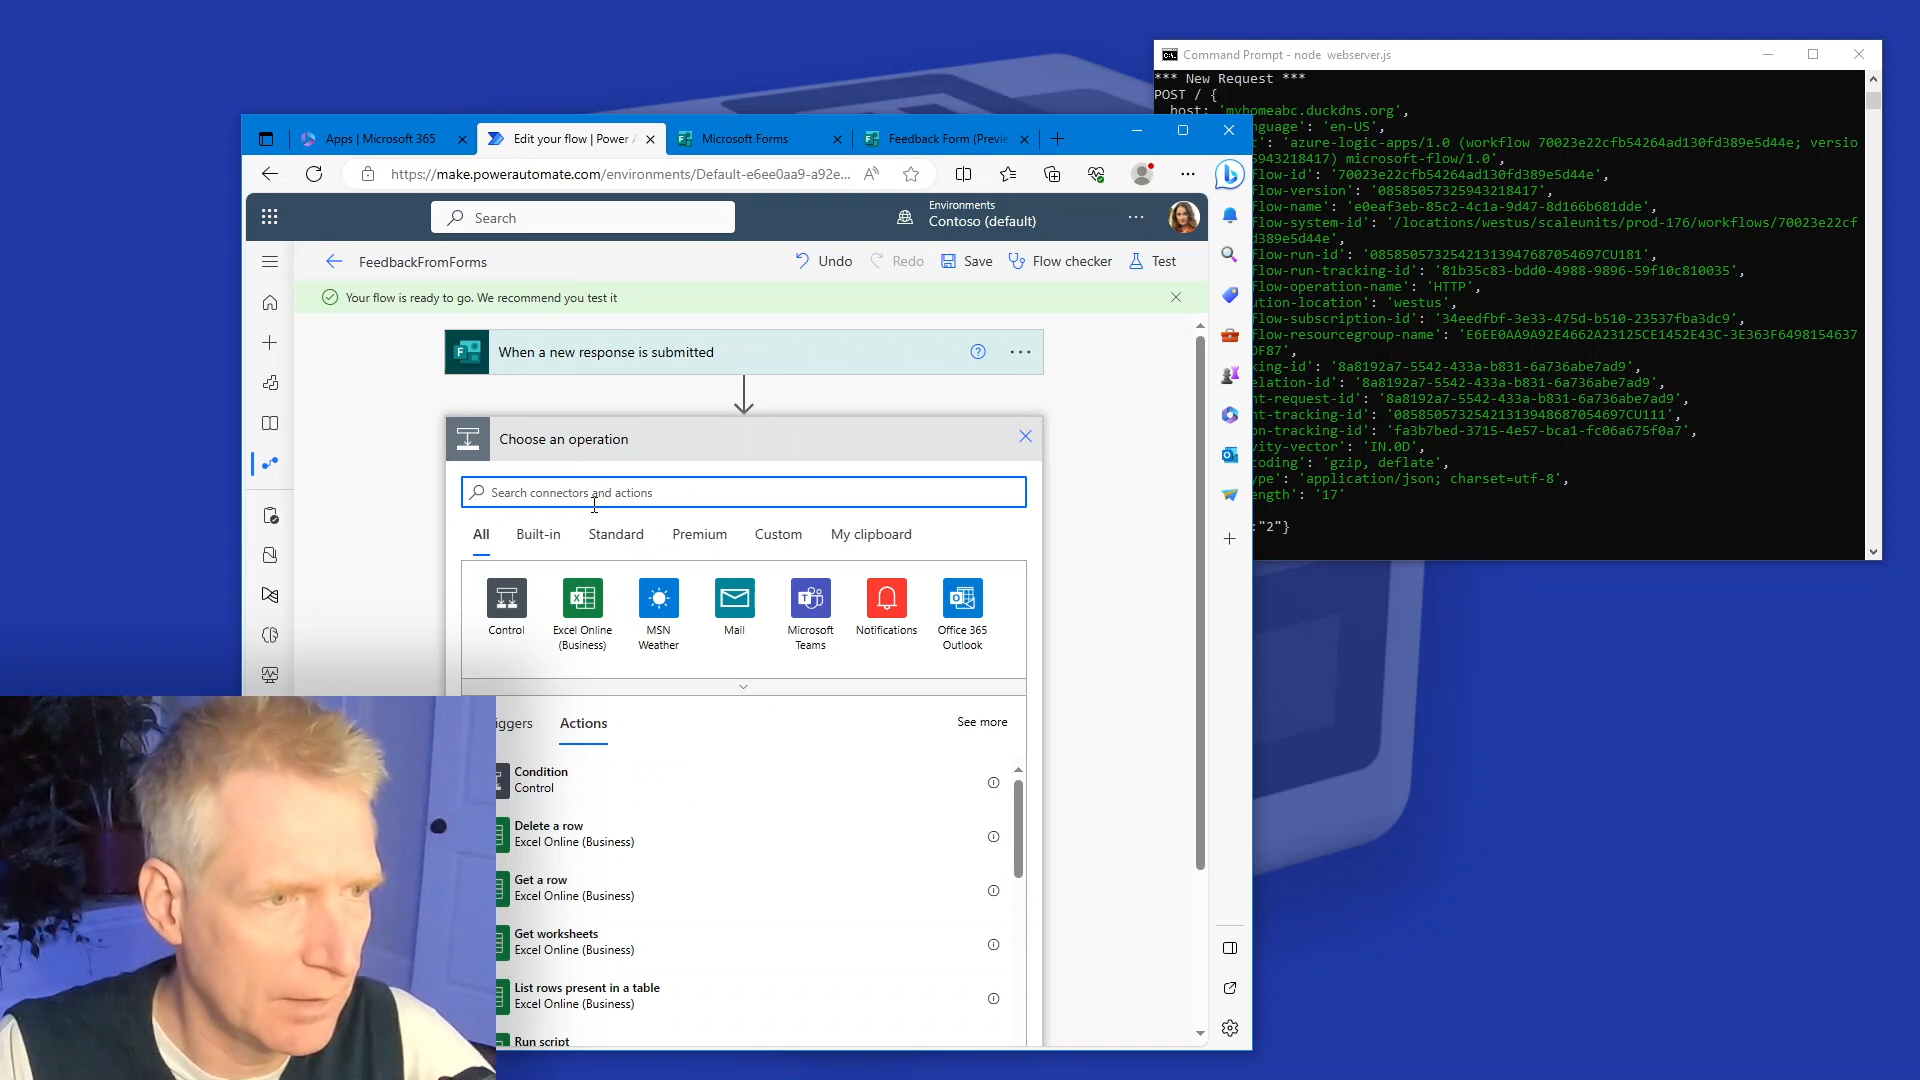 Command Prompt - node webserver.js
*** New Request ***
POST / {
host: 'myhomeabc.duckdns.org',
nguage': 'en-US',
t': 'azure-logic-apps/1.0 (workflow 70023e22cfb54264ad130fd389e5d44e; versio
5943218417) microsoft-flow/1.0',
flow-id': '70023e22cfb54264ad130fd389e5d44e',
flow-version': '08585057325943218417',
flow-name': 'e0eaf3eb-85c2-4c1a-9d47-8d166b681dde',
flow-system-id': '/locations/westus/scaleunits/prod-176/workflows/70023e22cf
d389e5d44e',
flow-run-id': '08585057325421313947687054697CU181',
flow-run-tracking-id': '81b35c83-bdd0-4988-9896-59f10c810035',
flow-operation-name': 'HTTP',
ution-location': 'westus',
flow-subscription-id': '34eedfbf-3e33-475d-b510-23537fba3dc9',
flow-resourcegroup-name': 'E6EE0AA9A92E4662A23125CE1452E43C-3E363F6498154637
DF87',
king-id': '8a8192a7-5542-433a-b831-6a736abe7ad9',
elation-id': '8a8192a7-5542-433a-b831-6a736abe7ad9',
nt-request-id': '8a8192a7-5542-433a-b831-6a736abe7ad9',
nt-tracking-id': '08585057325421313948687054697CU111',
on-tracking-id': 'fa3b7bed-3715-4e57-bca1-fc06a675f0a7',
vity-vector': 'IN.0D',
coding': 'gzip, deflate',
ype': 'application/json; charset=utf-8',
ength': '17'
:"2"}
Apps | Microsoft 365
Edit your flow | Power A
Microsoft Forms
Feedback Form (Previe
https://make.powerautomate.com/environments/Default-e6ee0aa9-a92e...
Search
Environments
Contoso (default)
FeedbackFromForms
Undo
Redo
Save
Flow checker
Test
Your flow is ready to go. We recommend you test it
When a new response is submitted
Choose an operation
Search connectors and actions
All
Built-in
Standard
Premium
Custom
My clipboard
Control
Excel Online
(Business)
MSN
Weather
Mail
Microsoft
Teams
Notifications
Office 365
Outlook
iggers
Actions
See more
Condition
Control
Delete a row
Excel Online (Business)
Get a row
Excel Online (Business)
Get worksheets
Excel Online (Business)
List rows present in a table
Excel Online (Business)
Run script